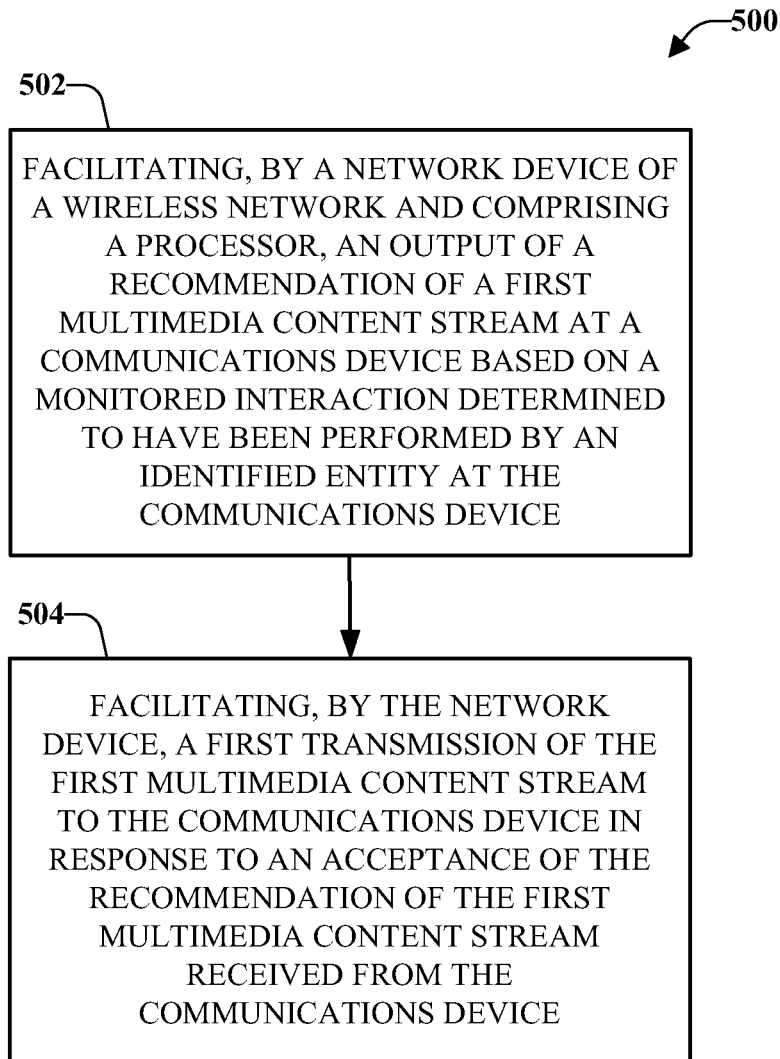 500
502
FACILITATING, BY A NETWORK DEVICE OF
A WIRELESS NETWORK AND COMPRISING
A PROCESSOR, AN OUTPUT OF A
RECOMMENDATION OF A FIRST
MULTIMEDIA CONTENT STREAM AT A
COMMUNICATIONS DEVICE BASED ON A
MONITORED INTERACTION DETERMINED
TO HAVE BEEN PERFORMED BY AN
IDENTIFIED ENTITY AT THE
COMMUNICATIONS DEVICE
504
FACILITATING, BY THE NETWORK
DEVICE, A FIRST TRANSMISSION OF THE
FIRST MULTIMEDIA CONTENT STREAM
TO THE COMMUNICATIONS DEVICE IN
RESPONSE TO AN ACCEPTANCE OF THE
RECOMMENDATION OF THE FIRST
MULTIMEDIA CONTENT STREAM
RECEIVED FROM THE
COMMUNICATIONS DEVICE